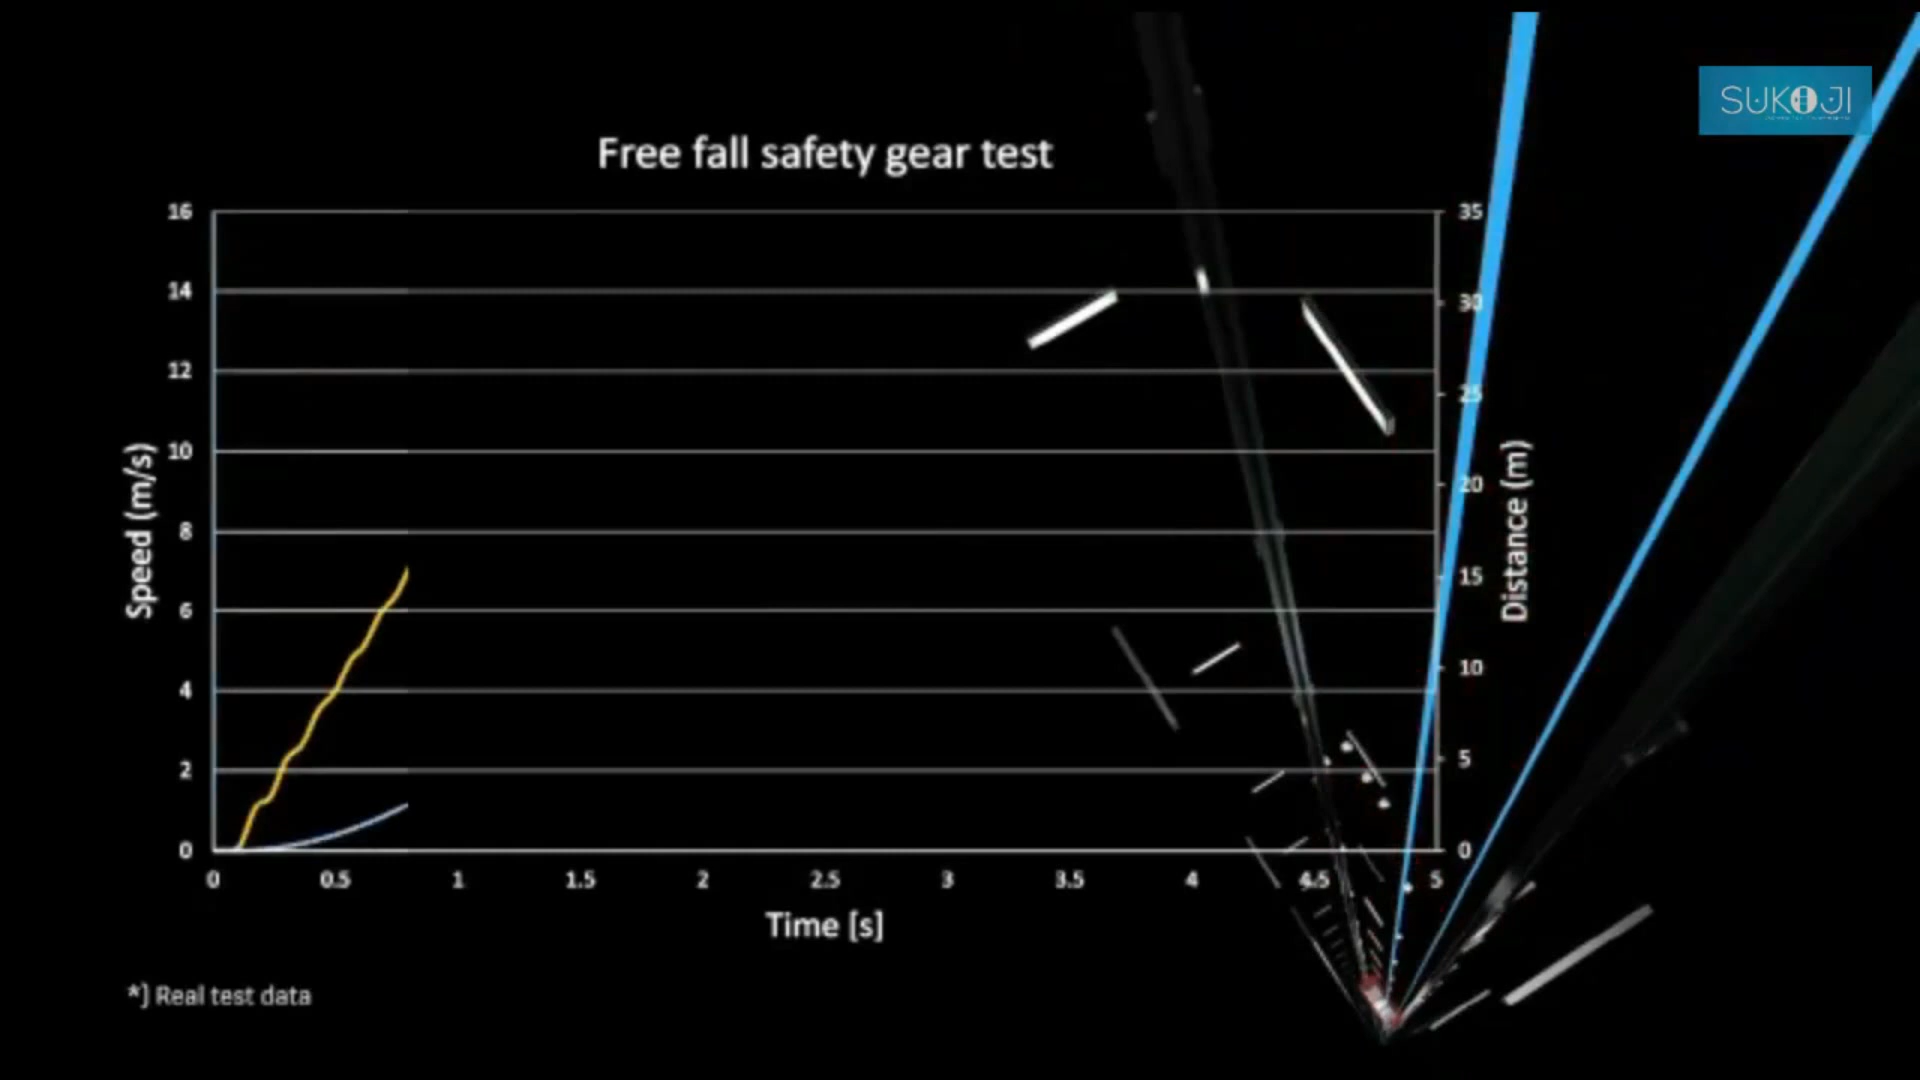 SUKOJI
Free fall safety gear test
16
14
12
10
8
6
4
2
0
Speed (m/s)
35
30
25
20
15
10
5
0
Distance (m)
0 0.5 1 1.5 2 2.5 3 3.5 4 4.5 5
Time [s]
*) Real test data